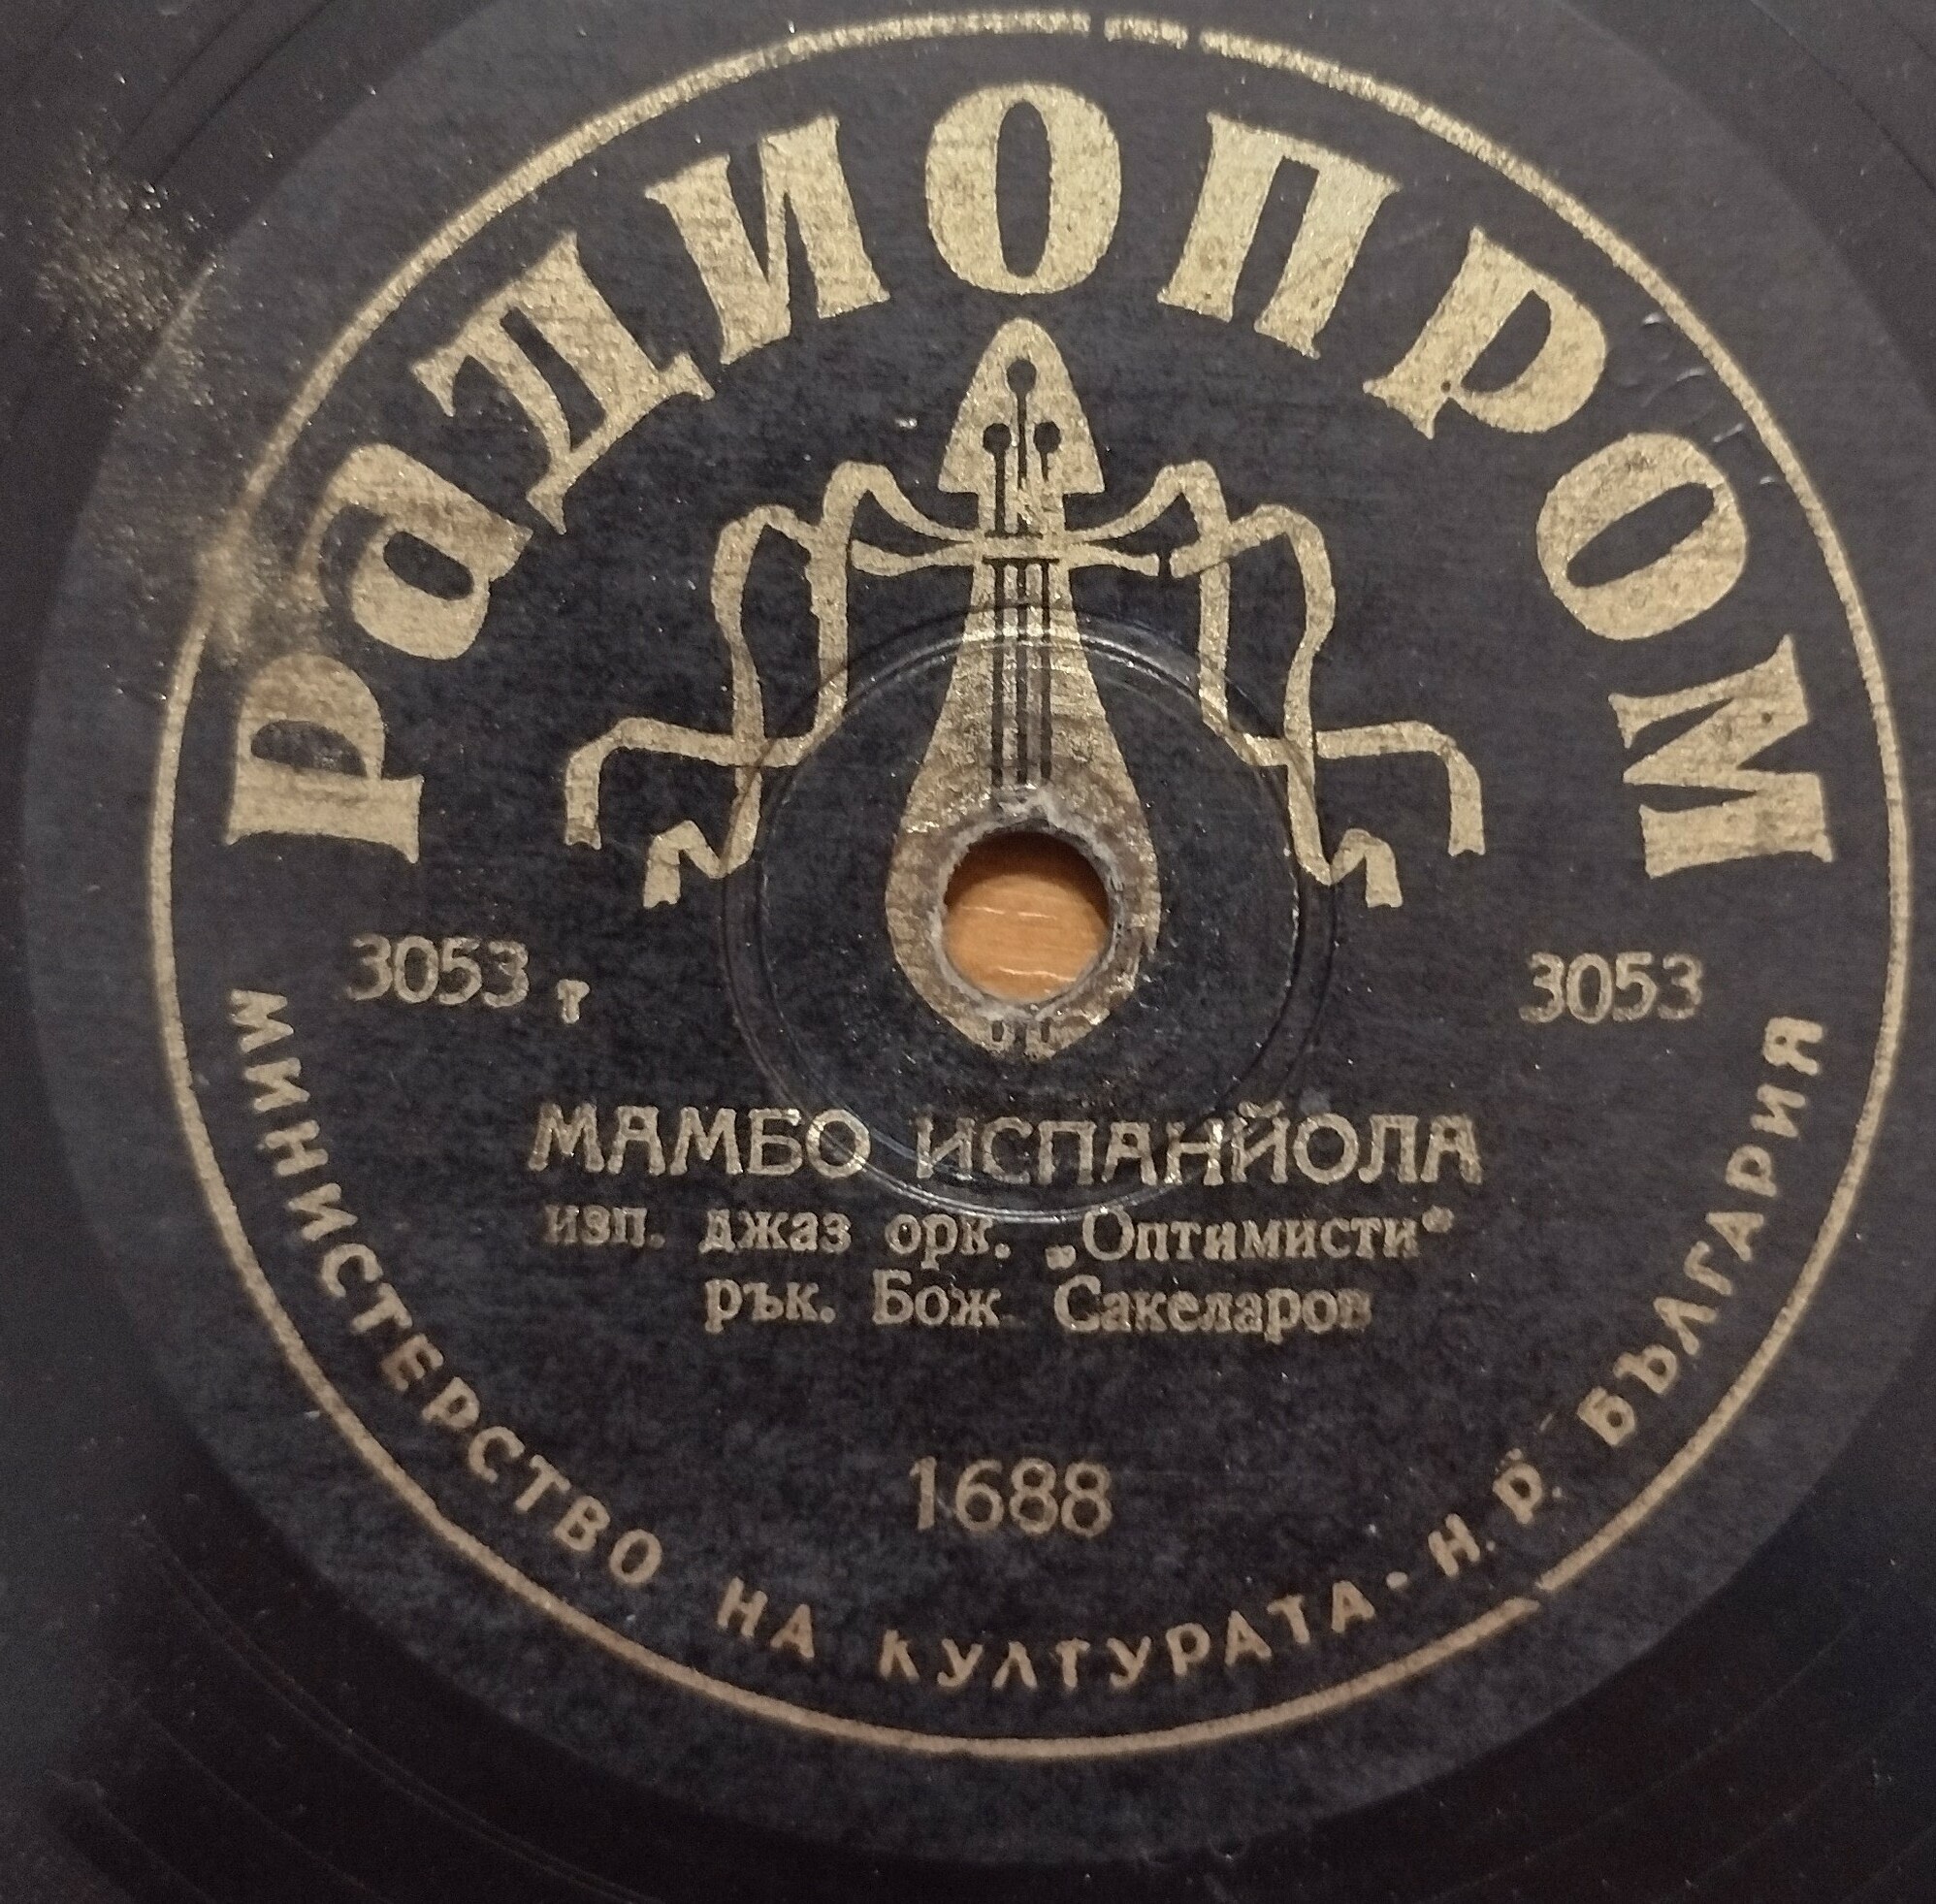 РАДИОПРОМ
3053 т
3053
МАМБО ИСПАНЙОЛА
изп. джаз орк. „Оптимисти“
рък. Бож. Сакеларов
1688
МИНИСТЕРСТВО НА КУЛТУРАТА - Н. Р. БЪЛГАРИЯ